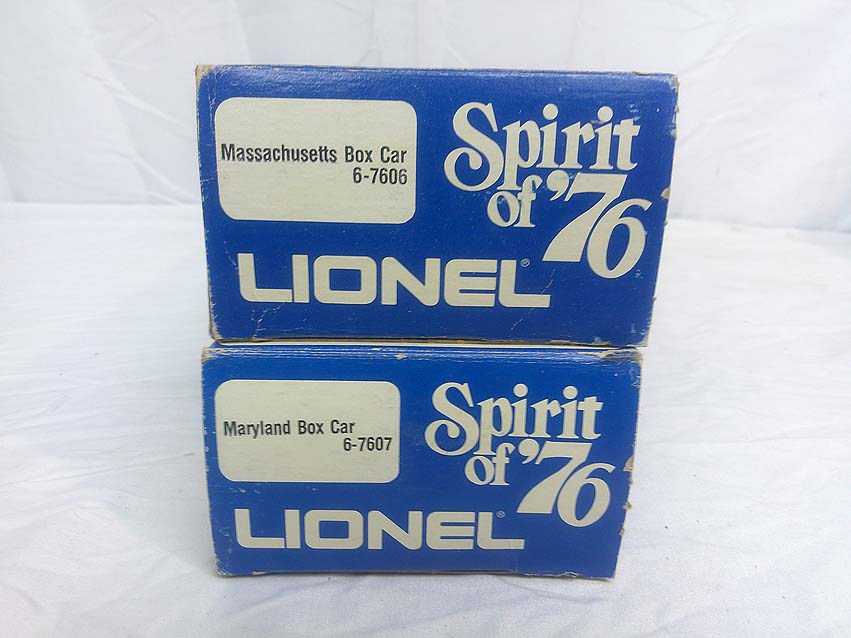 Massachusetts Box Car
6-7606
Spirit
of '76
LIONEL®
Maryland Box Car
6-7607
Spirit
of '76
LIONEL®